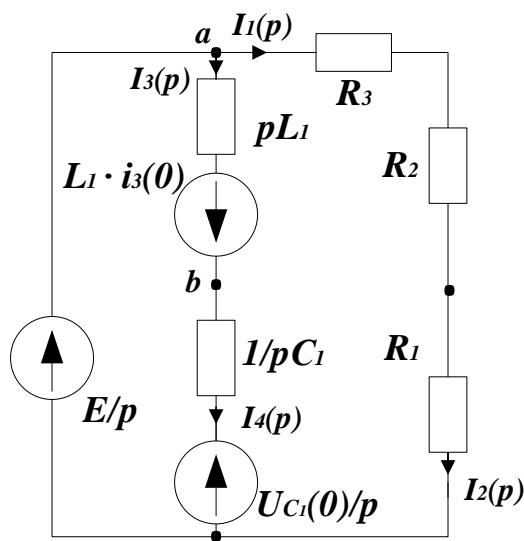 a
I1(p)
I3(p)
R3
pL1
R2
L1 · i3(0)
b
R1
1/pC1
E/p
I4(p)
I2(p)
UC1(0)/p